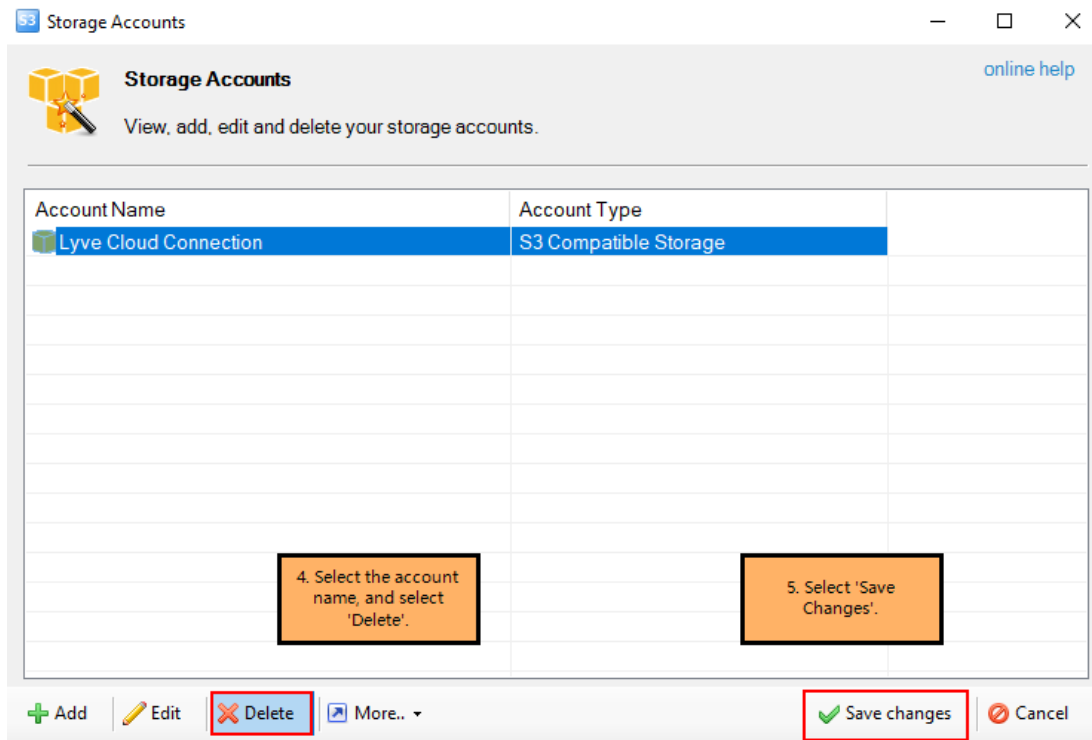 S3 Storage Accounts
online help
Storage Accounts
View, add, edit and delete your storage accounts.
Account Name Account Type
Lyve Cloud Connection S3 Compatible Storage
4. Select the account
name, and select
'Delete'.
5. Select 'Save
Changes'.
Add Edit Delete More.. Save changes Cancel